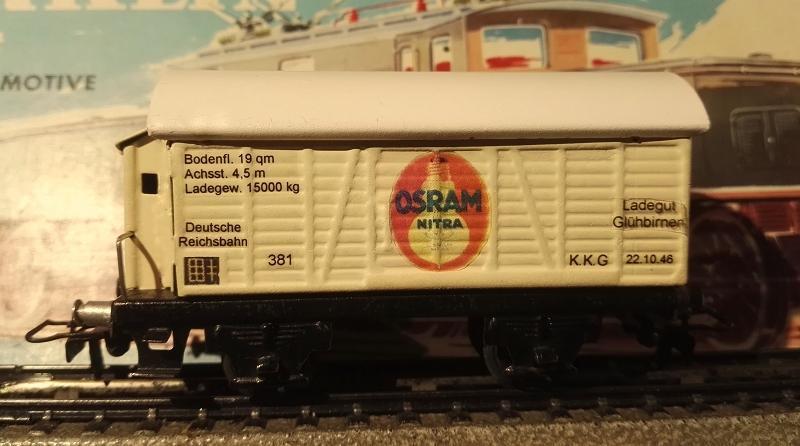 MOTIVE
Bodenfl. 19 qm
Achsst. 4,5 m
Ladegew. 15000 kg
OSRAM
NITRA
Ladegut
Glühbirnen
Deutsche
Reichsbahn
381
K.K.G 22.10.46